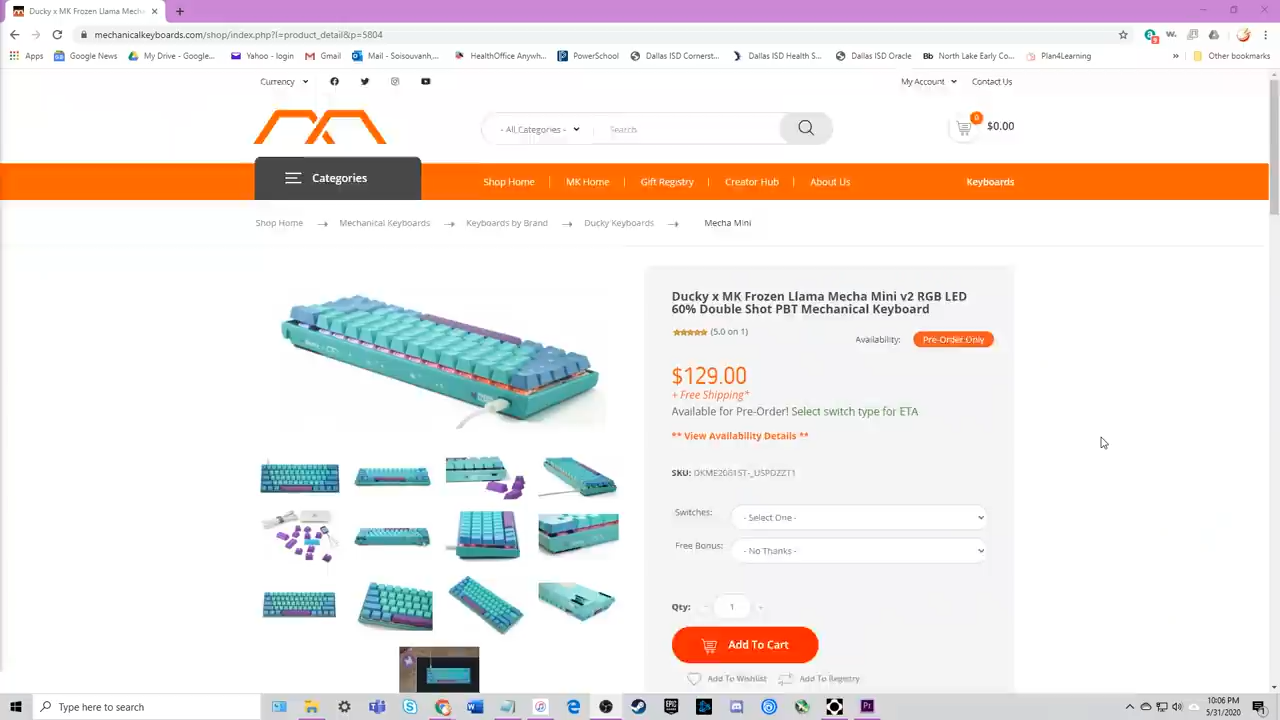 Ducky x MK Frozen Llama Mecha
mechanicalkeyboards.com/shop/index.php?l=product_detail&p=5804
Apps Google News My Drive - Google... Yahoo - login Gmail Mail - Soisouvanh,... HealthOffice Anywh... PowerSchool Dallas ISD Cornerst... Dallas ISD Health S... Dallas ISD Oracle Bb North Lake Early Co... Plan4Learning » Other bookmarks
Currency My Account Contact Us
- All Categories - Search 0 $0.00
Categories Shop Home MK Home Gift Registry Creator Hub About Us Keyboards
Shop Home → Mechanical Keyboards → Keyboards by Brand → Ducky Keyboards → Mecha Mini
Ducky x MK Frozen Llama Mecha Mini v2 RGB LED
60% Double Shot PBT Mechanical Keyboard
(5.0 on 1)
Availability: Pre-Order Only
$129.00
+ Free Shipping*
Available for Pre-Order! Select switch type for ETA
** View Availability Details **
SKU:
Switches: - Select One -
Free Bonus: - No Thanks -
Qty: - 1 +
Add To Cart
Add To Wishlist Add To Registry
Type here to search
10:06 PM
5/31/2020